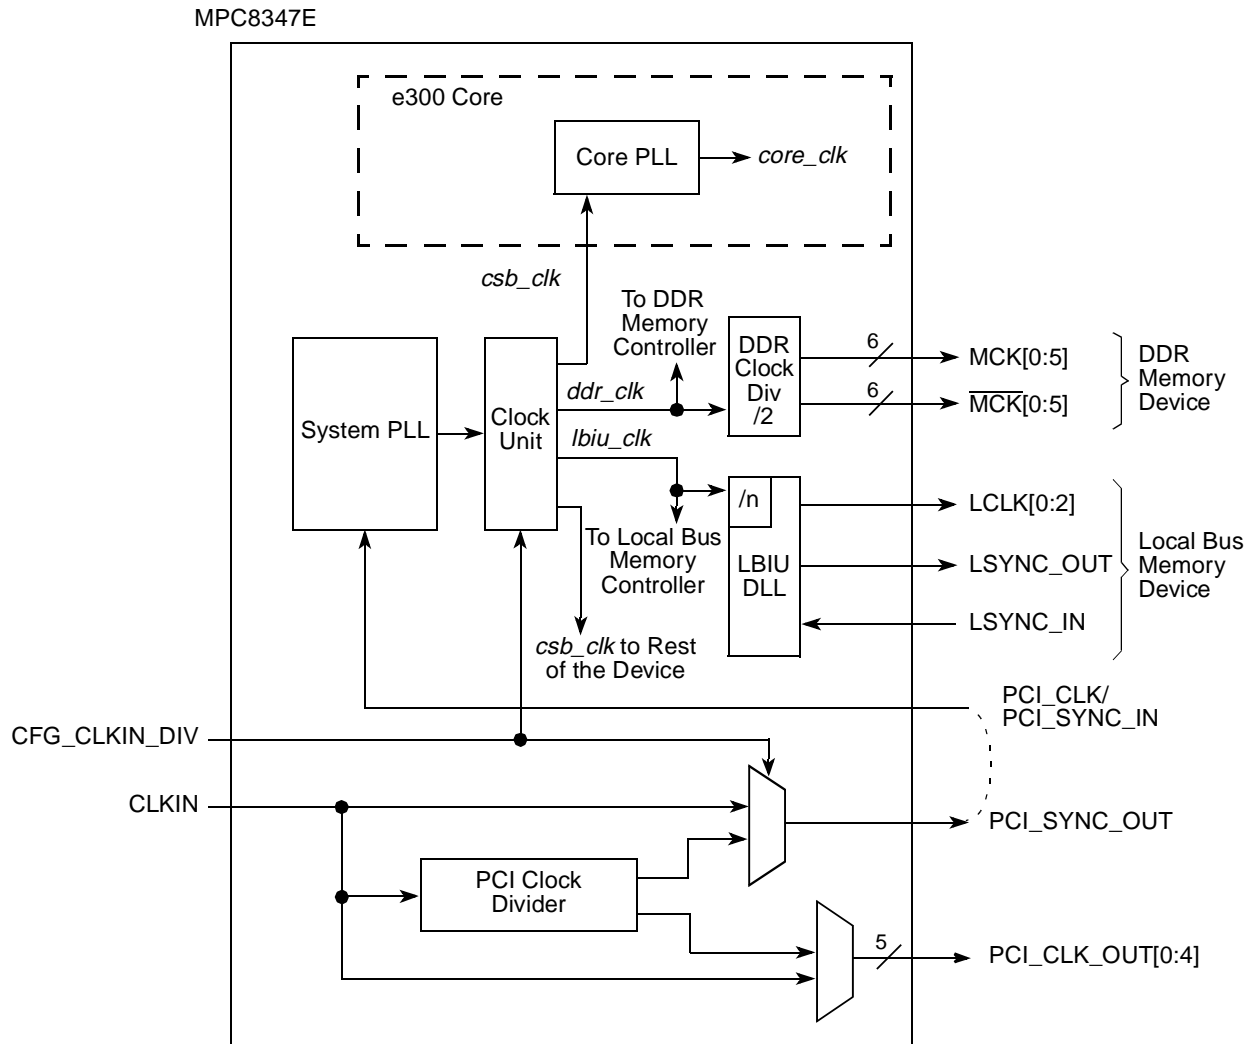 MPC8347E
e300 Core
Core PLL
core_clk
csb_clk
To DDR
Memory
Controller
DDR
Clock
Div
/2
6
MCK[0:5]
6
MCK[0:5]
DDR
Memory
Device
System PLL
Clock
Unit
ddr_clk
lbiu_clk
/n
LBIU
DLL
To Local Bus
Memory
Controller
LCLK[0:2]
LSYNC_OUT
LSYNC_IN
Local Bus
Memory
Device
csb_clk to Rest
of the Device
PCI_CLK/
PCI_SYNC_IN
CFG_CLKIN_DIV
CLKIN
PCI_SYNC_OUT
PCI Clock
Divider
5
PCI_CLK_OUT[0:4]